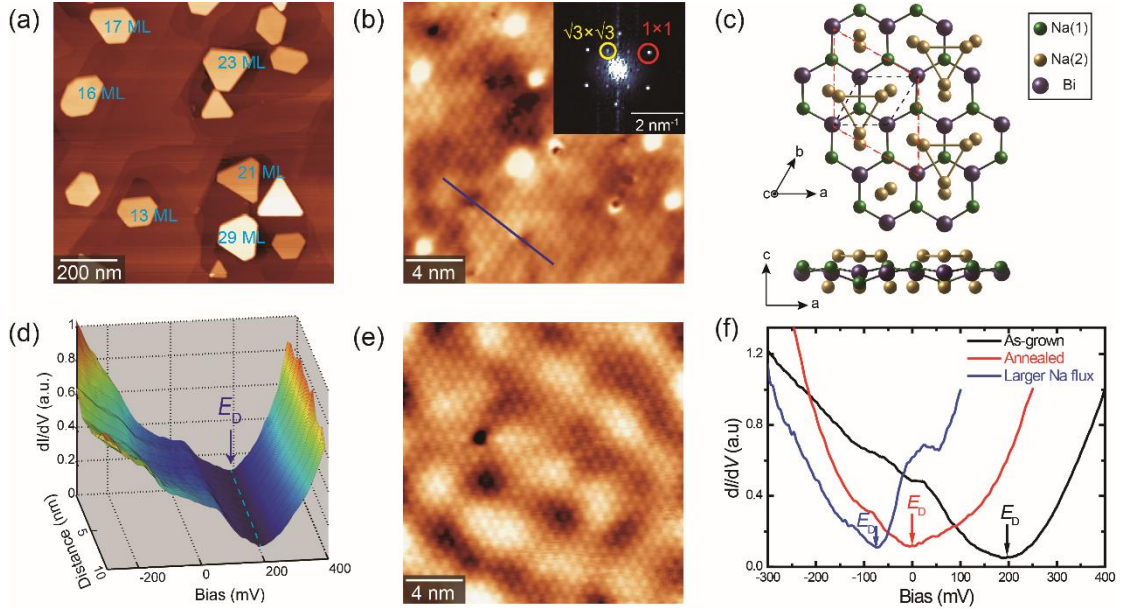 (a)
17 ML
23 ML
16 ML
21 ML
13 ML
29 ML
200 nm
(b)
√3×√3
1×1
2 nm⁻¹
4 nm
(c)
Na(1)
Na(2)
Bi
b
c
a
c
a
(d)
1
0.8
0.6
0.4
0.2
0
dI/dV (a.u.)
E_D
Distance (nm)
5
10
-200
0
200
400
Bias (mV)
(e)
4 nm
(f)
Bias (mV)
As-grown
Annealed
Larger Na flux
1.2
0.8
0.4
0.0
dI/dV (a.u)
E_D
E_D
E_D
-300 -200 -100 0 100 200 300 400
Bias (mV)